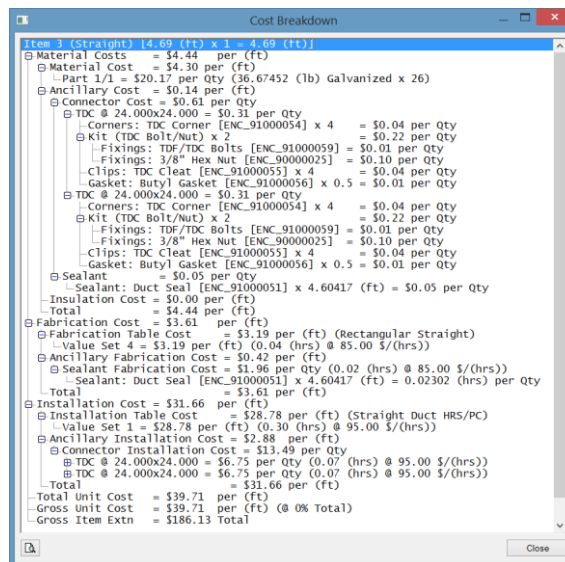 Cost Breakdown
Item 3 (Straight) [4.69 (ft) x 1 = 4.69 (ft)]
Material Costs = $4.44 per (ft)
Material Cost = $4.30 per (ft)
Part 1/1 = $20.17 per Qty (36.67452 (lb) Galvanized x 26)
Ancillary Cost = $0.14 per (ft)
Connector Cost = $0.61 per Qty
TDC @ 24.000x24.000 = $0.31 per Qty
Corners: TDC Corner [ENC_91000054] x 4 = $0.04 per Qty
Kit (TDC Bolt/Nut) x 2 = $0.22 per Qty
Fixings: TDF/TDC Bolts [ENC_91000059] = $0.01 per Qty
Fixings: 3/8" Hex Nut [ENC_90000025] = $0.10 per Qty
Clips: TDC Cleat [ENC_91000055] x 4 = $0.04 per Qty
Gasket: Butyl Gasket [ENC_91000056] x 0.5 = $0.01 per Qty
TDC @ 24.000x24.000 = $0.31 per Qty
Corners: TDC Corner [ENC_91000054] x 4 = $0.04 per Qty
Kit (TDC Bolt/Nut) x 2 = $0.22 per Qty
Fixings: TDF/TDC Bolts [ENC_91000059] = $0.01 per Qty
Fixings: 3/8" Hex Nut [ENC_90000025] = $0.10 per Qty
Clips: TDC Cleat [ENC_91000055] x 4 = $0.04 per Qty
Gasket: Butyl Gasket [ENC_91000056] x 0.5 = $0.01 per Qty
Sealant = $0.05 per Qty
Sealant: Duct Seal [ENC_91000051] x 4.60417 (ft) = $0.05 per Qty
Insulation Cost = $0.00 per (ft)
Total = $4.44 per (ft)
Fabrication Cost = $3.61 per (ft)
Fabrication Table Cost = $3.19 per (ft) (Rectangular Straight)
Value Set 4 = $3.19 per (ft) (0.04 (hrs) @ 85.00 $/(hrs))
Ancillary Fabrication Cost = $0.42 per (ft)
Sealant Fabrication Cost = $1.96 per Qty (0.02 (hrs) @ 85.00 $/(hrs))
Sealant: Duct Seal [ENC_91000051] x 4.60417 (ft) = 0.02302 (hrs) per Qty
Total = $3.61 per (ft)
Installation Cost = $31.66 per (ft)
Installation Table Cost = $28.78 per (ft) (Straight Duct HRS/PC)
Value Set 1 = $28.78 per (ft) (0.30 (hrs) @ 95.00 $/(hrs))
Ancillary Installation Cost = $2.88 per (ft)
Connector Installation Cost = $13.49 per Qty
TDC @ 24.000x24.000 = $6.75 per Qty (0.07 (hrs) @ 95.00 $/(hrs))
TDC @ 24.000x24.000 = $6.75 per Qty (0.07 (hrs) @ 95.00 $/(hrs))
Total = $31.66 per (ft)
Total Unit Cost = $39.71 per (ft)
Gross Unit Cost = $39.71 per (ft) (@ 0% Total)
Gross Item Extn = $186.13 Total
Close